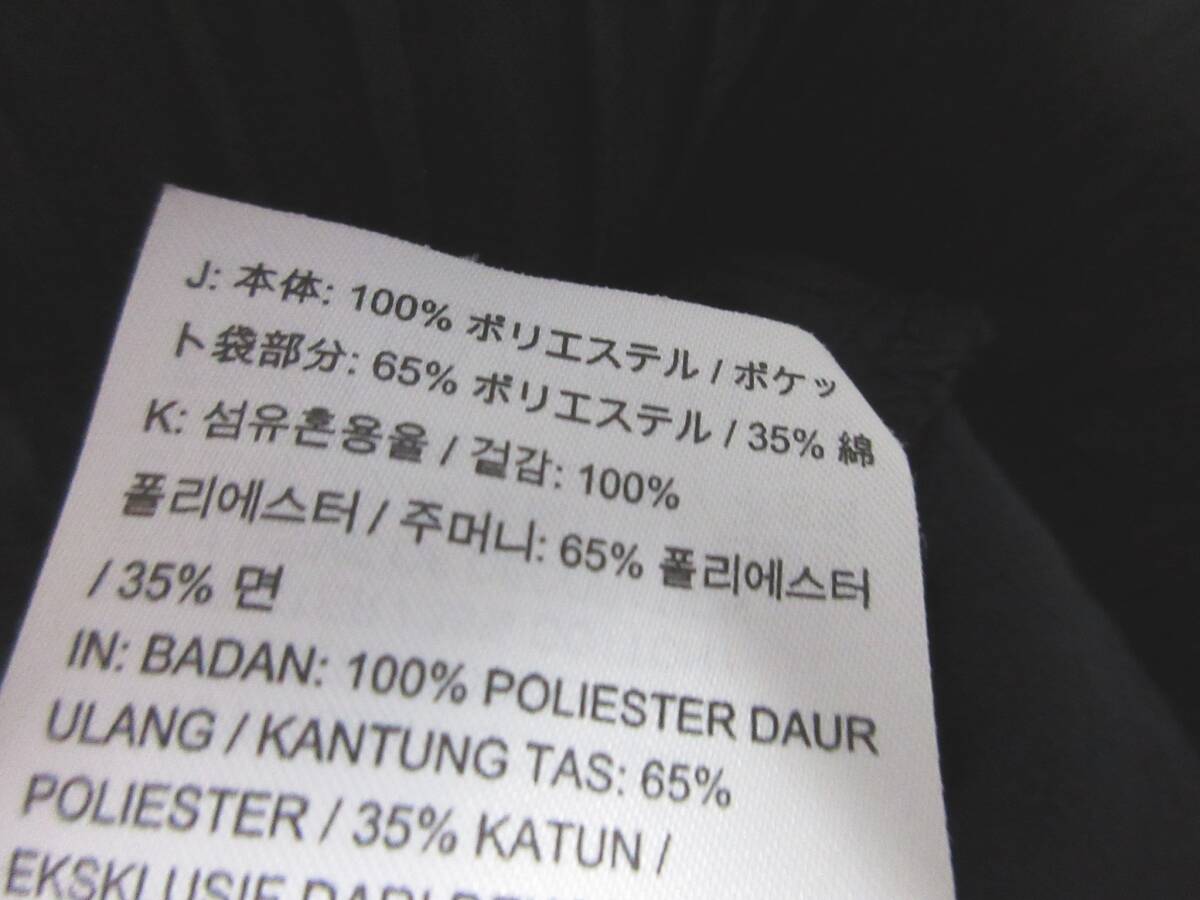 J: 本体: 100% ポリエステル / ポケッ
ト袋部分: 65% ポリエステル / 35% 綿
K: 섬유혼용율 / 겉감: 100%
폴리에스터 / 주머니: 65% 폴리에스터
/ 35% 면
IN: BADAN: 100% POLIESTER DAUR
ULANG / KANTUNG TAS: 65%
POLIESTER / 35% KATUN /
EKSKLUSIF DARI